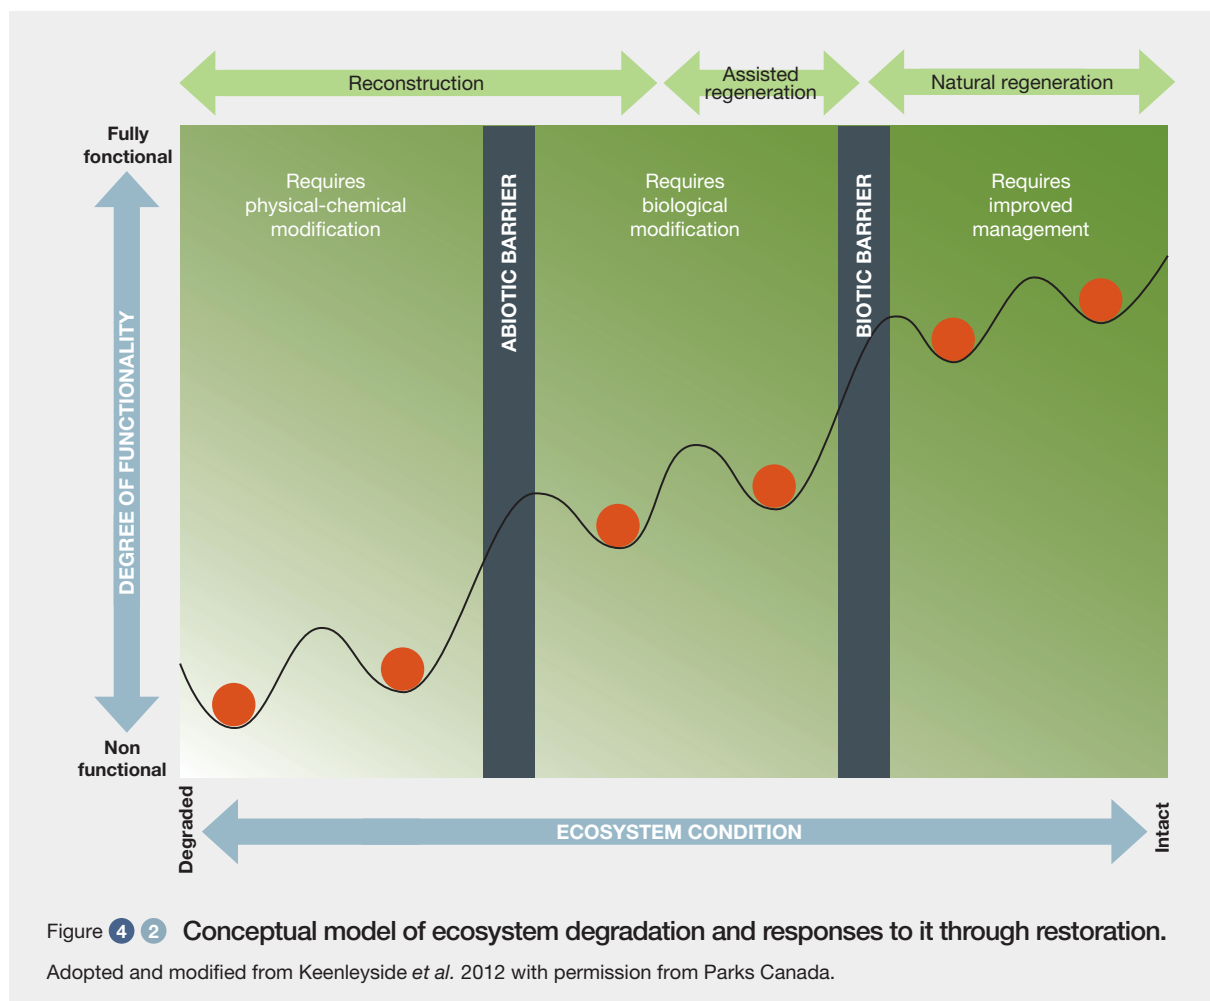 Reconstruction
Assisted
regeneration
Natural regeneration
Fully
fonctional
Requires
physical-chemical
modification
ABIOTIC BARRIER
Requires
biological
modification
BIOTIC BARRIER
Requires
improved
management
DEGREE OF FUNCTIONALITY
Non
functional
Degraded
ECOSYSTEM CONDITION
Intact
Figure 4 2 Conceptual model of ecosystem degradation and responses to it through restoration.
Adopted and modified from Keenleyside et al. 2012 with permission from Parks Canada.